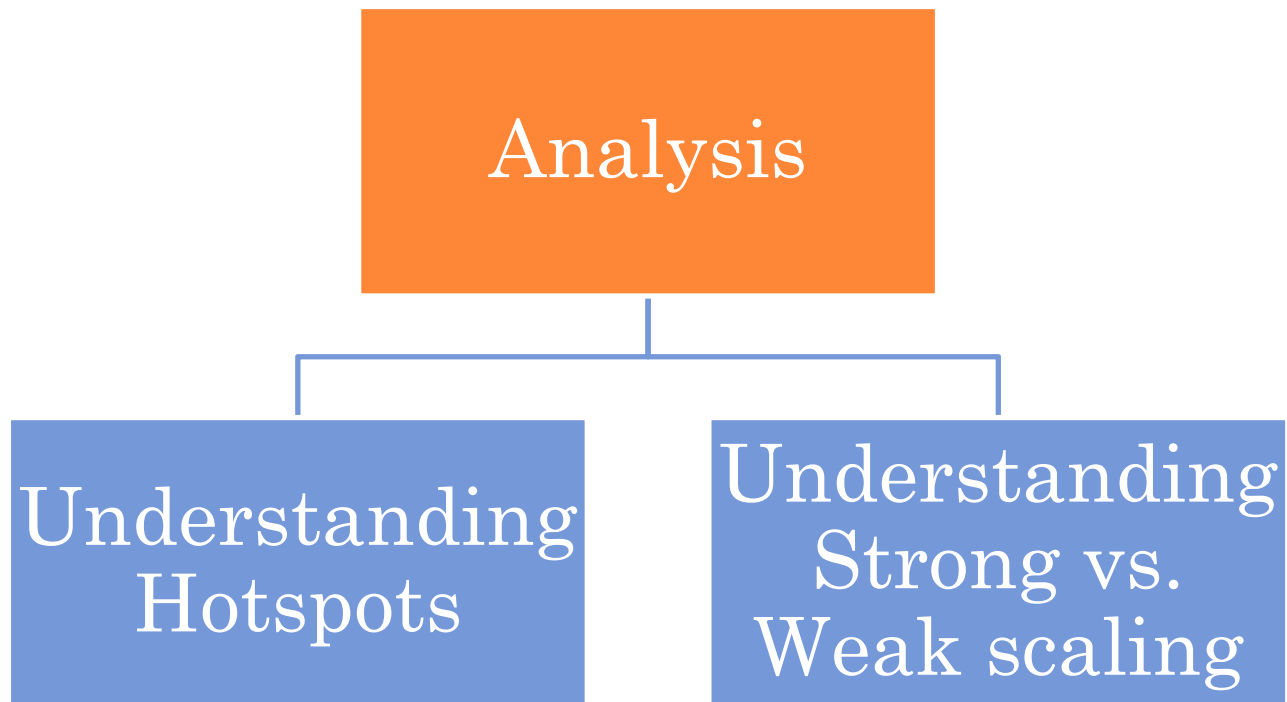 Analysis
Understanding
Hotspots
Understanding
Strong vs.
Weak scaling